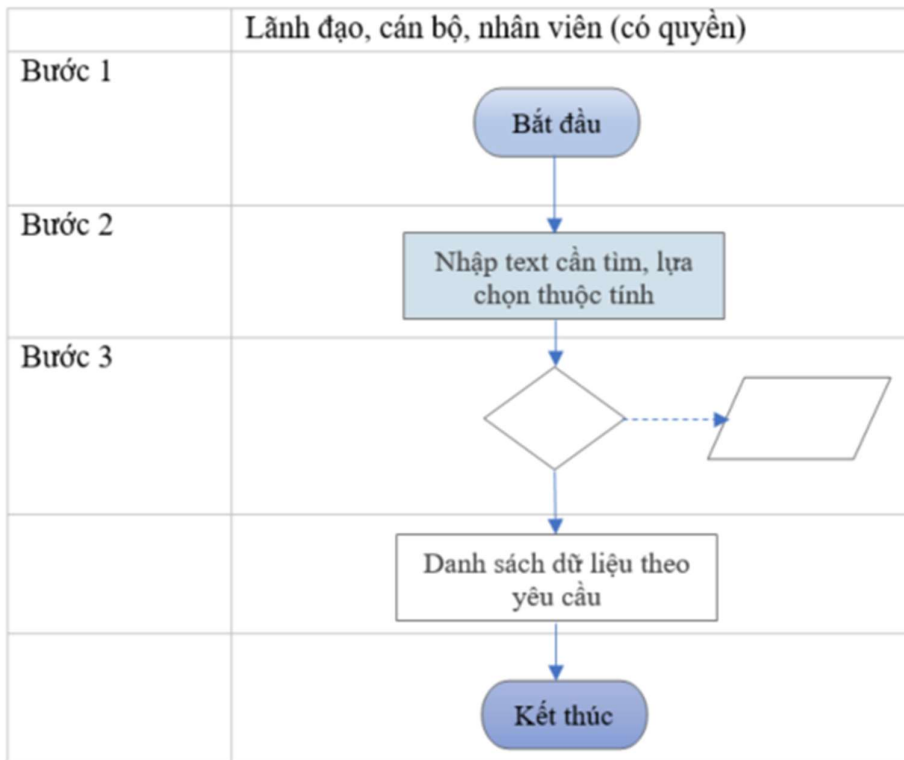 Lãnh đạo, cán bộ, nhân viên (có quyền)
Bước 1
Bắt đầu
Bước 2
Nhập text cần tìm, lựa
chọn thuộc tính
Bước 3
Danh sách dữ liệu theo
yêu cầu
Kết thúc